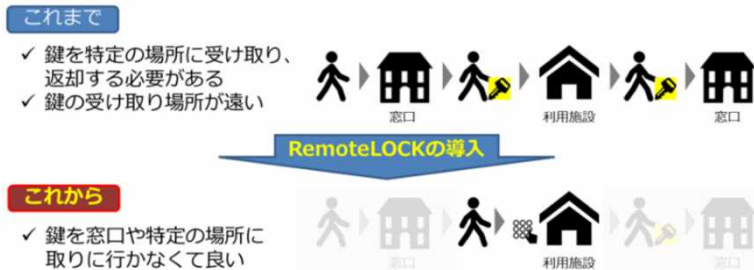 これまで
✓ 鍵を特定の場所に受け取り、
返却する必要がある
✓ 鍵の受け取り場所が遠い
窓口
利用施設
窓口
RemoteLOCKの導入
これから
✓ 鍵を窓口や特定の場所に
取りに行かなくて良い
窓口
利用施設
窓口